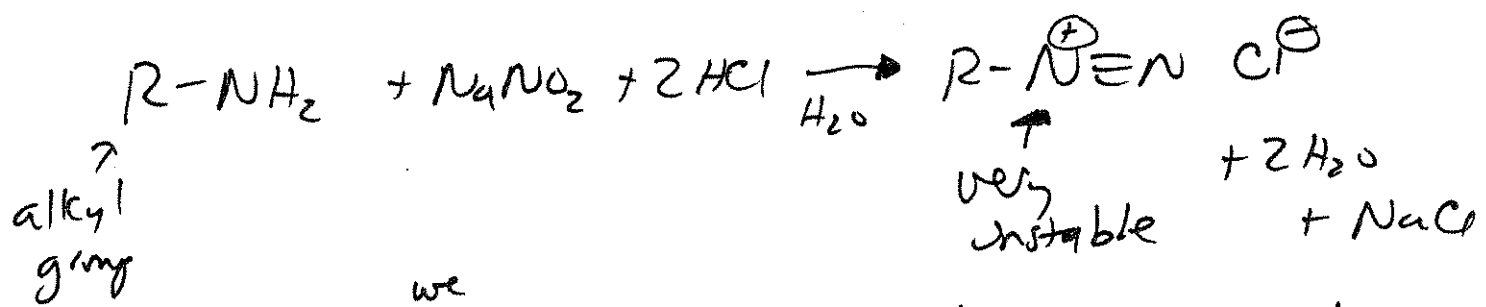 R-NH₂ + NaNO₂ + 2HCl → R-N⊕≡N Cl⊖
H₂O
↑ ↑
alkyl very + 2H₂O
group unstable + NaCl
we